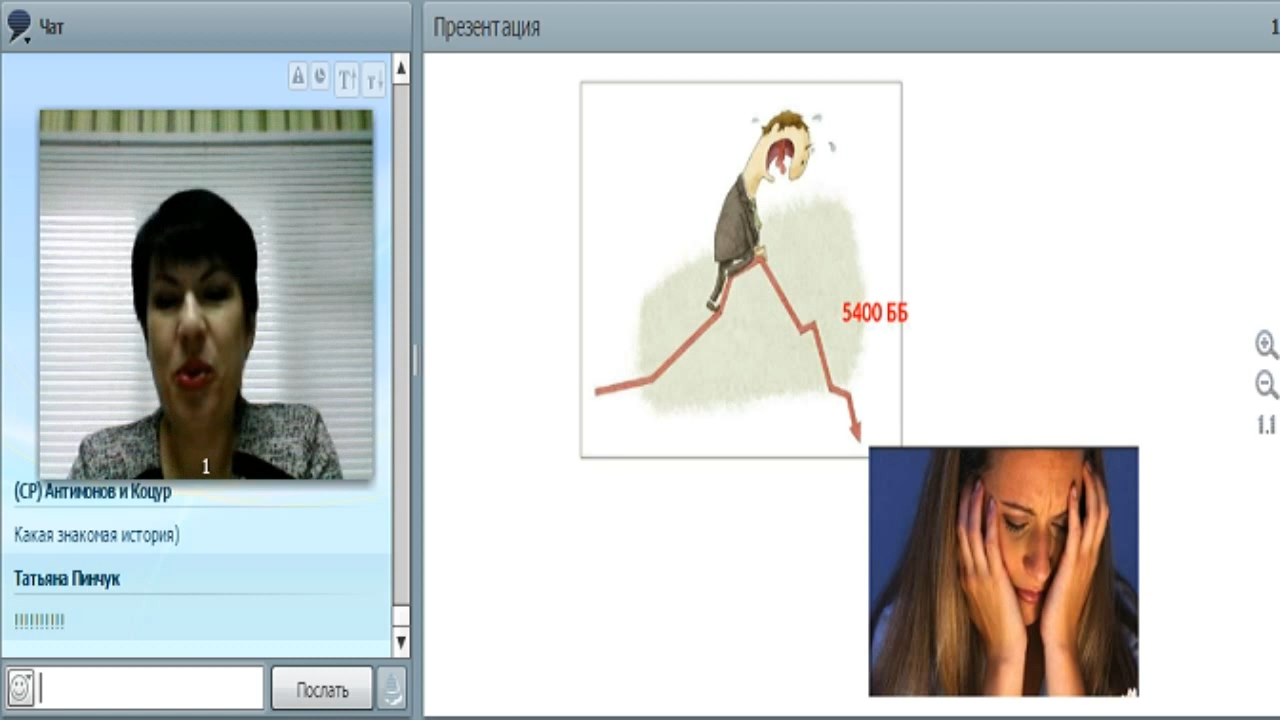 Чат
1
(СР) Антимонов и Коцур
Какая знакомая история)
Татьяна Пинчук
!!!!!!!!!!
Послать
Презентация
1
5400 ББ
1.1